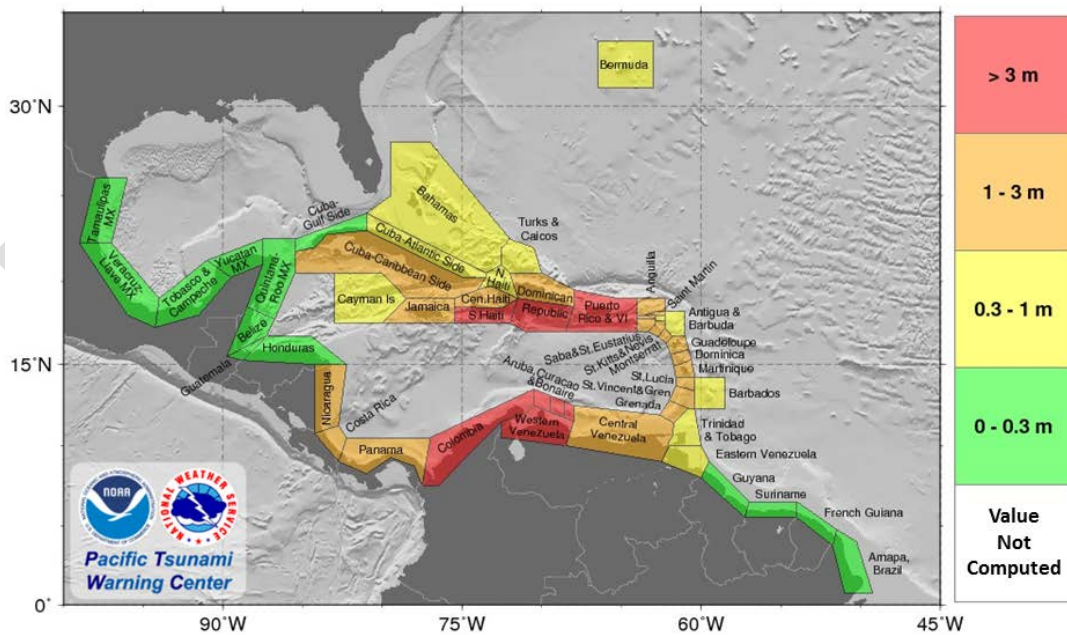 Bermuda
30°N
> 3 m
Tamaulipas
MX
Veracruz-
Llave MX
Tobasco &
Campeche
Yucatan
MX
Quintana-
Roo MX
Cuba-
Gulf Side
Bahamas
Cuba-Atlantic Side
Cuba-Caribbean Side
Turks &
Caicos
N
Haiti
1 - 3 m
Cayman Is
Jamaica
Cen.Haiti
S.Haiti
Dominican
Republic
Puerto
Rico & VI
Anguilla
Saint Martin
Antigua &
Barbuda
0.3 - 1 m
Belize
Honduras
Guatemala
15°N
Saba&St.Eustatius
St.Kitts&Nevis
Montserrat
Guadeloupe
Dominica
Martinique
St.Lucia
St.Vincent&Gren.
Grenada
Barbados
Aruba,Curacao
&Bonaire
Nicaragua
Costa Rica
Panama
Colombia
Western
Venezuela
Central
Venezuela
Trinidad
& Tobago
Eastern Venezuela
0 - 0.3 m
Guyana
Suriname
French Guiana
Amapa,
Brazil
NOAA
NATIONAL WEATHER SERVICE
Pacific Tsunami
Warning Center
Value
Not
Computed
0°
90°W
75°W
60°W
45°W